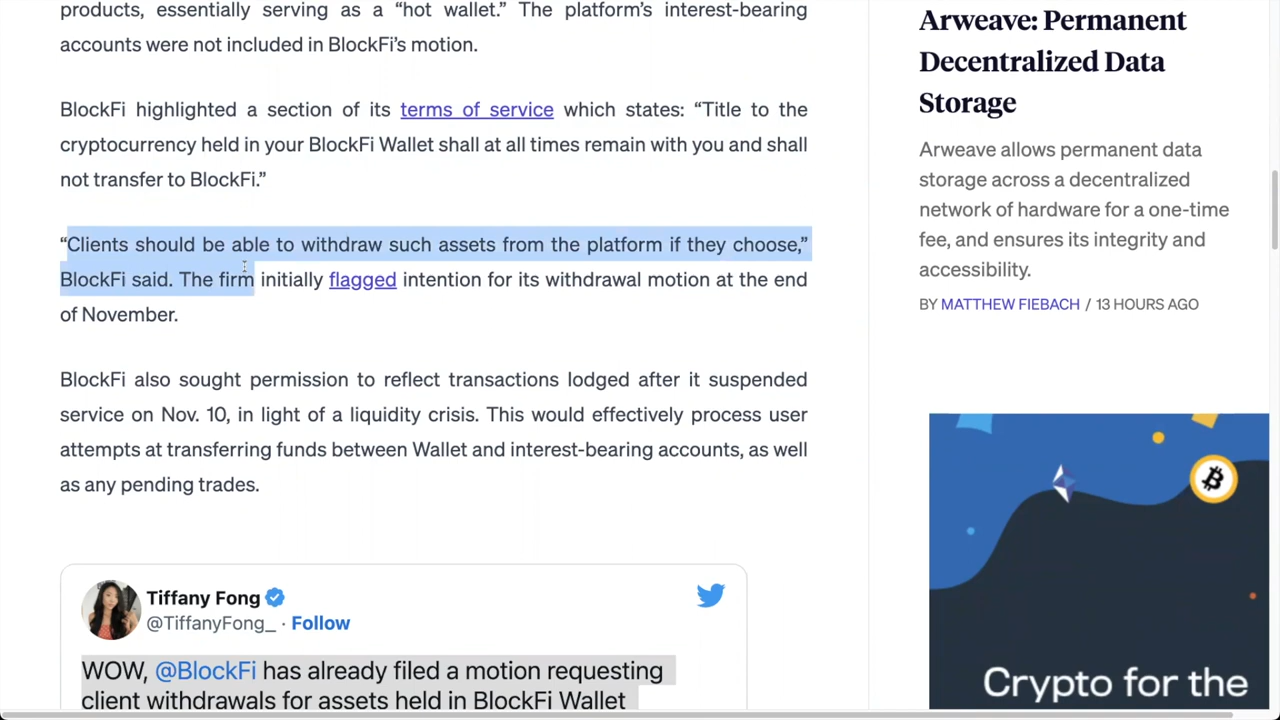 products, essentially serving as a “hot wallet.” The platform’s interest-bearing
accounts were not included in BlockFi’s motion.
BlockFi highlighted a section of its terms of service which states: “Title to the
cryptocurrency held in your BlockFi Wallet shall at all times remain with you and shall
not transfer to BlockFi.”
“Clients should be able to withdraw such assets from the platform if they choose,”
BlockFi said. The firm initially flagged intention for its withdrawal motion at the end
of November.
BlockFi also sought permission to reflect transactions lodged after it suspended
service on Nov. 10, in light of a liquidity crisis. This would effectively process user
attempts at transferring funds between Wallet and interest-bearing accounts, as well
as any pending trades.
Tiffany Fong
@TiffanyFong_ · Follow
WOW, @BlockFi has already filed a motion requesting
client withdrawals for assets held in BlockFi Wallet
Arweave: Permanent
Decentralized Data
Storage
Arweave allows permanent data
storage across a decentralized
network of hardware for a one-time
fee, and ensures its integrity and
accessibility.
BY MATTHEW FIEBACH / 13 HOURS AGO
Crypto for the